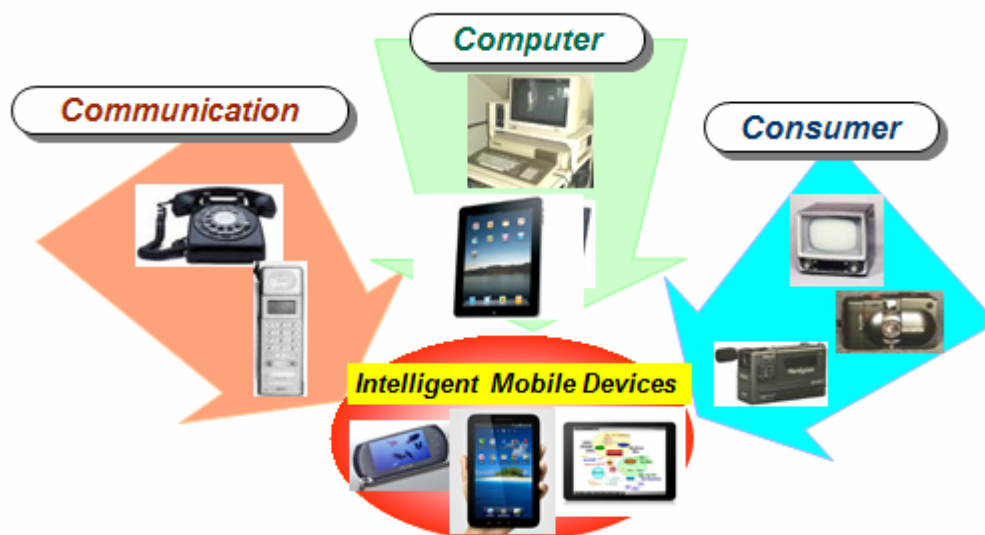 Computer
Communication
Consumer
Intelligent Mobile Devices